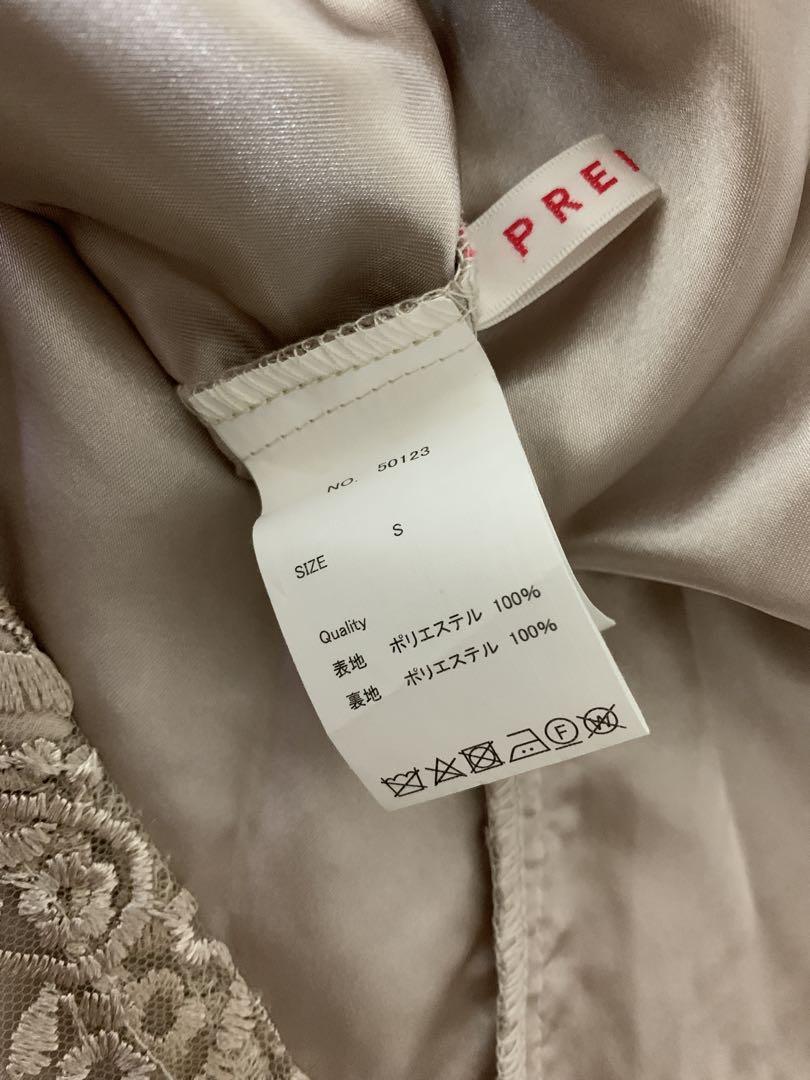 PREI
NO. 50123
SIZE S
Quality
表地 ポリエステル 100%
裏地 ポリエステル 100%
F W